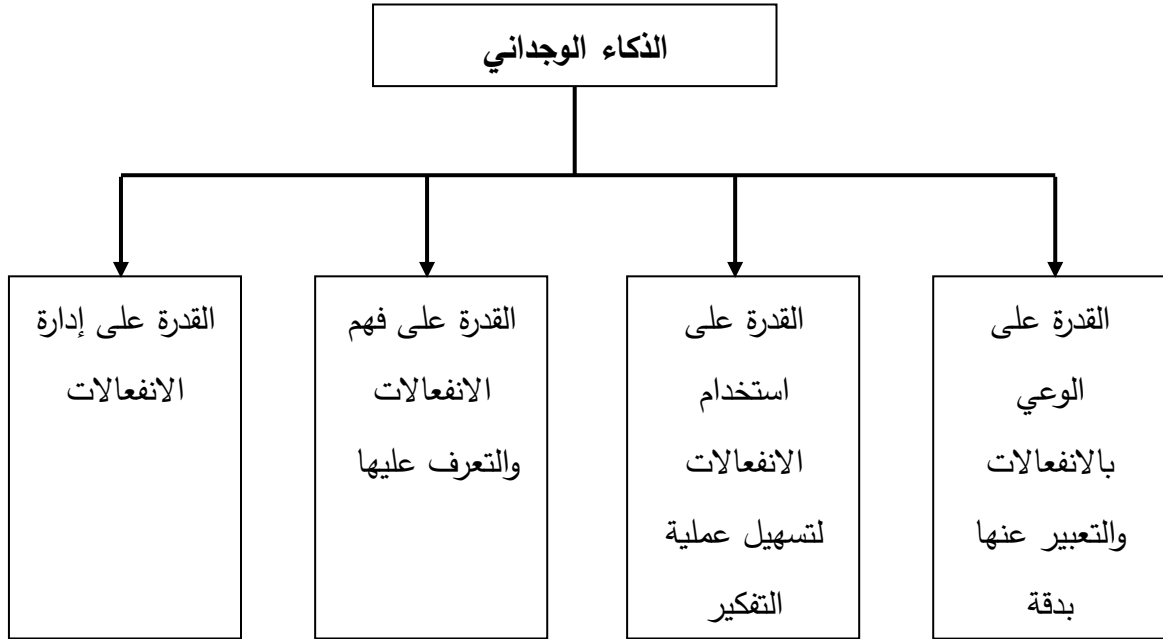 الذكاء الوجداني
القدرة على
الوعي
بالانفعالات
والتعبير عنها
بدقة
القدرة على
استخدام
الانفعالات
لتسهيل عملية
التفكير
القدرة على فهم
الانفعالات
والتعرف عليها
القدرة على إدارة
الانفعالات